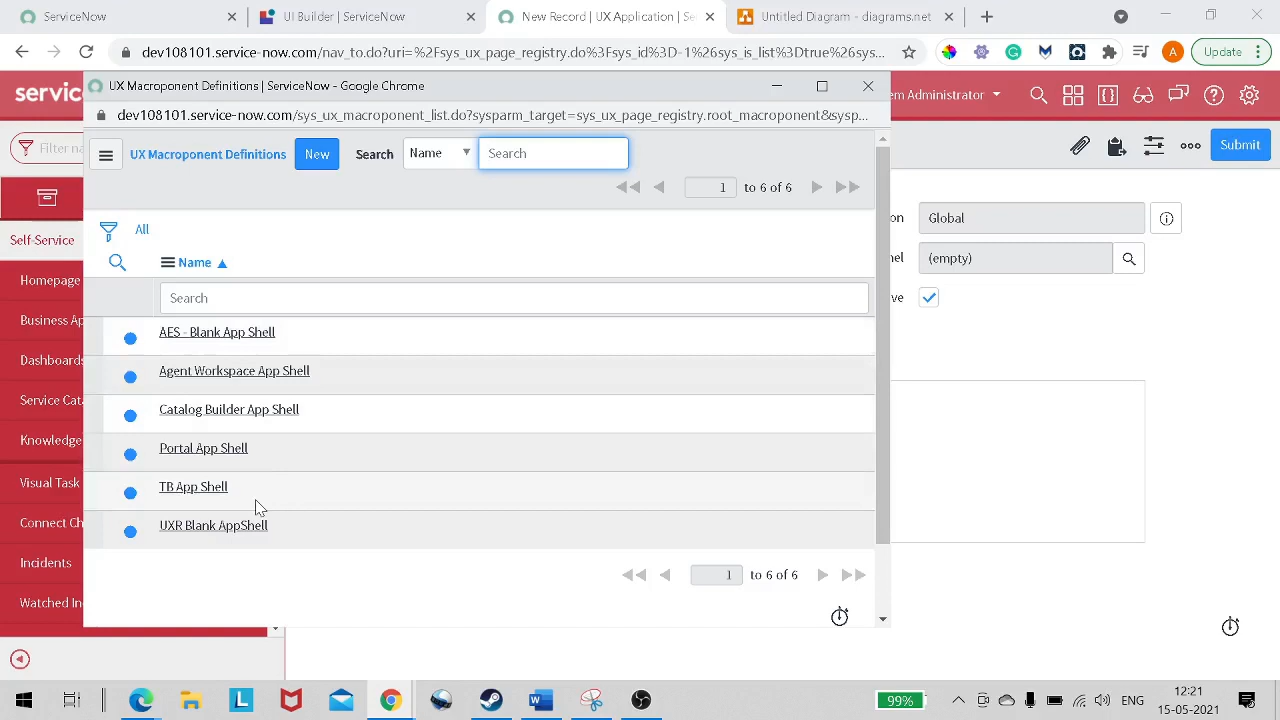 ServiceNow
UI Builder | ServiceNow
New Record | UX Application | Se
Untitled Diagram - diagrams.net
dev108101.service-now.com/nav_to.do?uri=%2Fsys_ux_page_registry.do%3Fsys_id%3D-1%26sys_is_list%3Dtrue%26sys...
A
Update
UX Macroponent Definitions | ServiceNow - Google Chrome
servic
em Administrator
dev108101.service-now.com/sys_ux_macroponent_list.do?sysparm_target=sys_ux_page_registry.root_macroponent&sysp...
Filter na
UX Macroponent Definitions
New
Search
Name
Search
Submit
1
to 6 of 6
All
on
Global
Self-Service
Name
nel
(empty)
Homepage
Search
ve
Business Ap
AES - Blank App Shell
Dashboards
Agent Workspace App Shell
Service Cata
Catalog Builder App Shell
Knowledge
Portal App Shell
Visual Task
TB App Shell
Connect Ch
UXR Blank AppShell
Incidents
1
to 6 of 6
Watched In
L
W
99%
ENG
12:21
15-05-2021